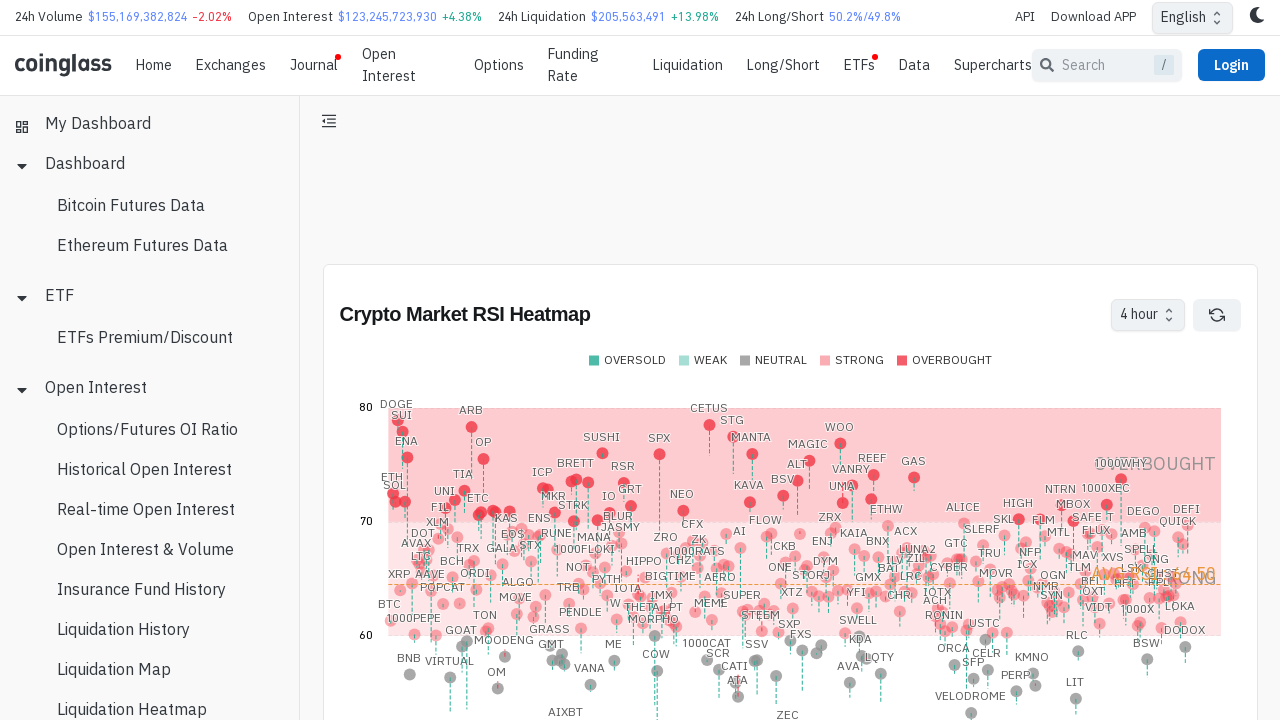 24h Volume $155,169,382,824 -2.02% Open Interest $123,245,723,930 +4.38% 24h Liquidation $205,563,491 +13.98% 24h Long/Short 50.2%/49.8% API Download APP English
coinglass Home Exchanges Journal Open Interest Options Funding Rate Liquidation Long/Short ETFs Data Supercharts Search / Login
My Dashboard
Dashboard
Bitcoin Futures Data
Ethereum Futures Data
ETF
ETFs Premium/Discount
Open Interest
Options/Futures OI Ratio
Historical Open Interest
Real-time Open Interest
Open Interest & Volume
Insurance Fund History
Liquidation History
Liquidation Map
Liquidation Heatmap
Crypto Market RSI Heatmap 4 hour
OVERSOLD WEAK NEUTRAL STRONG OVERBOUGHT
80
DOGE
SUI
ARB
CETUS
STG
ENA
OP
SUSHI
SPX
MANTA
MAGIC
WOO
ETH
SOL
TIA
ICP
BRETT
RSR
ALT
VANRY
REEF
GAS
1000WHY
UNI
ETC
MKR
IO
GRT
NEO
KAVA
BSV
UMA
NTRN
1000XEC
FIL
STRK
ETHW
ALICE
HIGH
MBOX
DEGO
DEFI
70
XLM
KAS
ENS
BLUR
JASMY
CFX
FLOW
ZRX
SKL
FLM
SAFE
QUICK
DOT
EOS
RUNE
MANA
ZRO
ZK
AI
KAIA
ACX
SLERF
MTL
FLUX
AMB
AVAX
TRX
GALA
STX
1000FLOKI
1000RATS
CKB
ENJ
BNX
LUNA2
GTC
TRU
NFP
MAV
XVS
SPELL
LTC
BCH
NOT
HIPPO
CHZ
ONE
DYM
ZIL
CYBER
ICX
TLM
LSK
XRP
AAVE
ORDI
PYTH
BIGTIME
AERO
STORJ
GMX
LRC
MOVR
OGN
POPCAT
ALGO
TRB
IOTA
SUPER
XTZ
YFI
CHR
IOTX
NMR
OXT
BTC
MOVE
IMX
MEME
ACH
SYN
VIDT
1000X
LOKA
1000PEPE
TON
PENDLE
W
THETA
LPT
STEEM
RONIN
MORPHO
SXP
SWELL
USTC
60
GOAT
GRASS
FXS
RLC
DODOX
MOODENG
GMT
ME
1000CAT
SSV
KDA
ORCA
BSW
BNB
VIRTUAL
COW
SCR
LQTY
CELR
KMNO
OM
VANA
CATI
AVA
SFP
PERP
ATA
LIT
VELODROME
AIXBT
ZEC